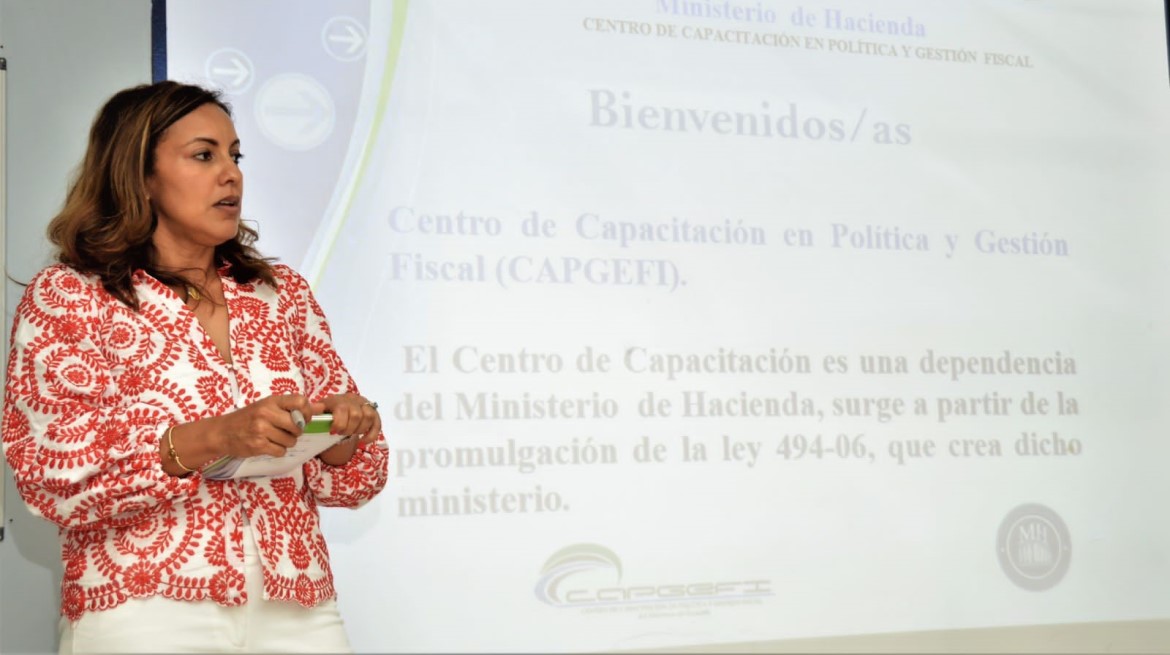 Ministerio de Hacienda
CENTRO DE CAPACITACIÓN EN POLÍTICA Y GESTIÓN FISCAL
Bienvenidos/as
Centro de Capacitación en Política y Gestión
Fiscal (CAPGEFI).
El Centro de Capacitación es una dependencia
del Ministerio de Hacienda, surge a partir de la
promulgación de la ley 494-06, que crea dicho
ministerio.
CAPGEFI
MH